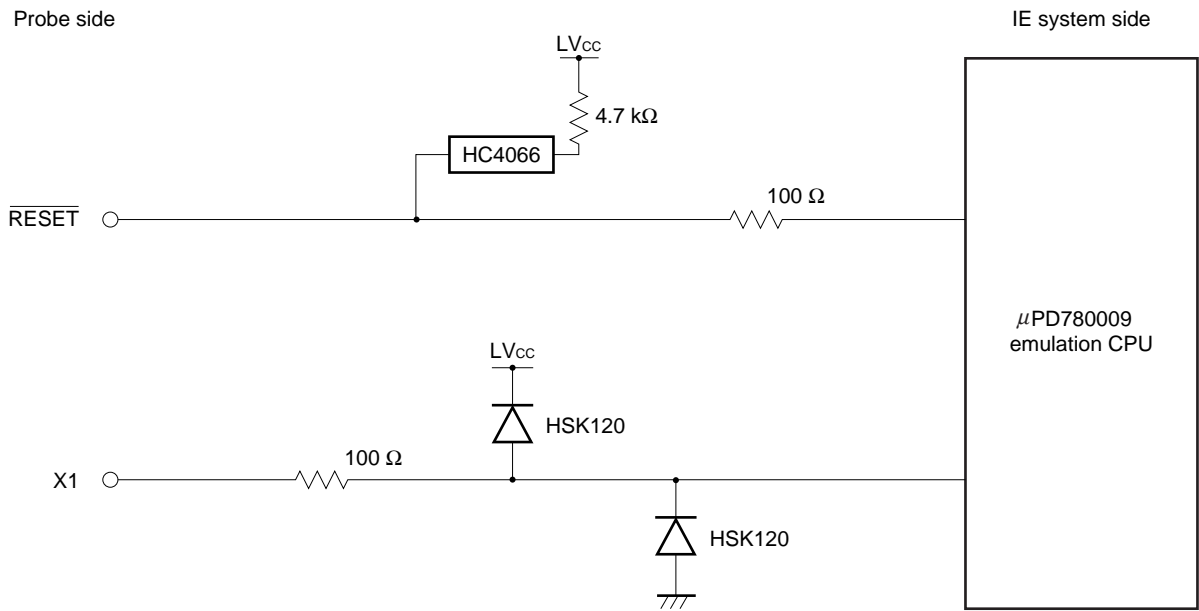 Probe side
IE system side
LVCC
4.7 kΩ
HC4066
RESET
100 Ω
μPD780009
emulation CPU
LVCC
HSK120
100 Ω
X1
HSK120